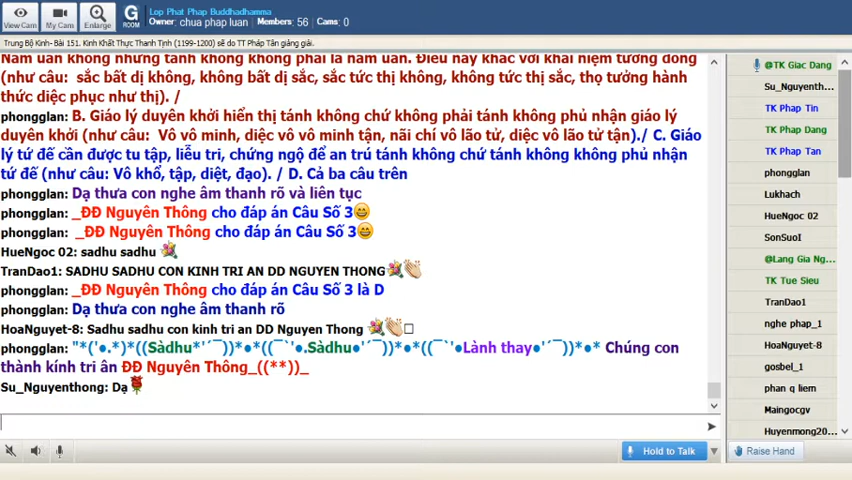 View Cam
My Cam
Enlarge
G
ROOM
Lop Phat Phap Buddhadhamma
Owner: chua phap luan Members: 56 Cams: 0
Trung Bộ Kinh- Bài 151. Kinh Khất Thực Thanh Tịnh (1199-1200) sẽ do TT Pháp Tân giảng giải.
Năm uẩn nhưng tánh không không phải là năm uẩn. Điều này khác với khái niệm tương đồng
(như câu: sắc bất dị không, không bất dị sắc, sắc tức thị không, không tức thị sắc, thọ tưởng hành
thức diệc phục như thị). /
phongglan: B. Giáo lý duyên khởi hiển thị tánh không chứ không phải tánh không phủ nhận giáo lý
duyên khởi (như câu: Vô vô minh, diệc vô vô minh tận, nãi chí vô lão tử, diệc vô lão tử tận)./ C. Giáo
lý tứ đế cần được tu tập, liễu tri, chứng ngộ để an trú tánh không chứ tánh không không phủ nhận
tứ đế (như câu: Vô khổ, tập, diệt, đạo). / D. Cả ba câu trên
phongglan: Dạ thưa con nghe âm thanh rõ và liên tục
phongglan: _ĐĐ Nguyên Thông cho đáp án Câu Số 3😄
phongglan: _ĐĐ Nguyên Thông cho đáp án Câu Số 3😄
HueNgoc 02: sadhu sadhu 💐
TranDao1: SADHU SADHU CON KINH TRI AN DD NGUYEN THONG💐👏
phongglan: _ĐĐ Nguyên Thông cho đáp án Câu Số 3 là D
phongglan: Dạ thưa con nghe âm thanh rõ
HoaNguyet-8: Sadhu sadhu con kinh tri an DD Nguyen Thong 💐👏□
phongglan: "*('•.*)*((Sàdhu*'´¯))*•*((¯`'•.Sàdhu•'´¯))*•*((¯`'•Lành thay•'´¯))*•* Chúng con
thành kính tri ân ĐĐ Nguyên Thông_((**))_
Su_Nguyenthong: Dạ🌹
Hold to Talk
@TK Giac Dang
Su_Nguyenth...
TK Phap Tin
TK Phap Dang
TK Phap Tan
phongglan
Lukhach
HueNgoc 02
SonSuoI
@Lang Gia Ng...
TK Tue Sieu
TranDao1
nghe phap_1
HoaNguyet-8
gosbel_1
phan q liem
Maingocgv
Huyenmong20...
Raise Hand